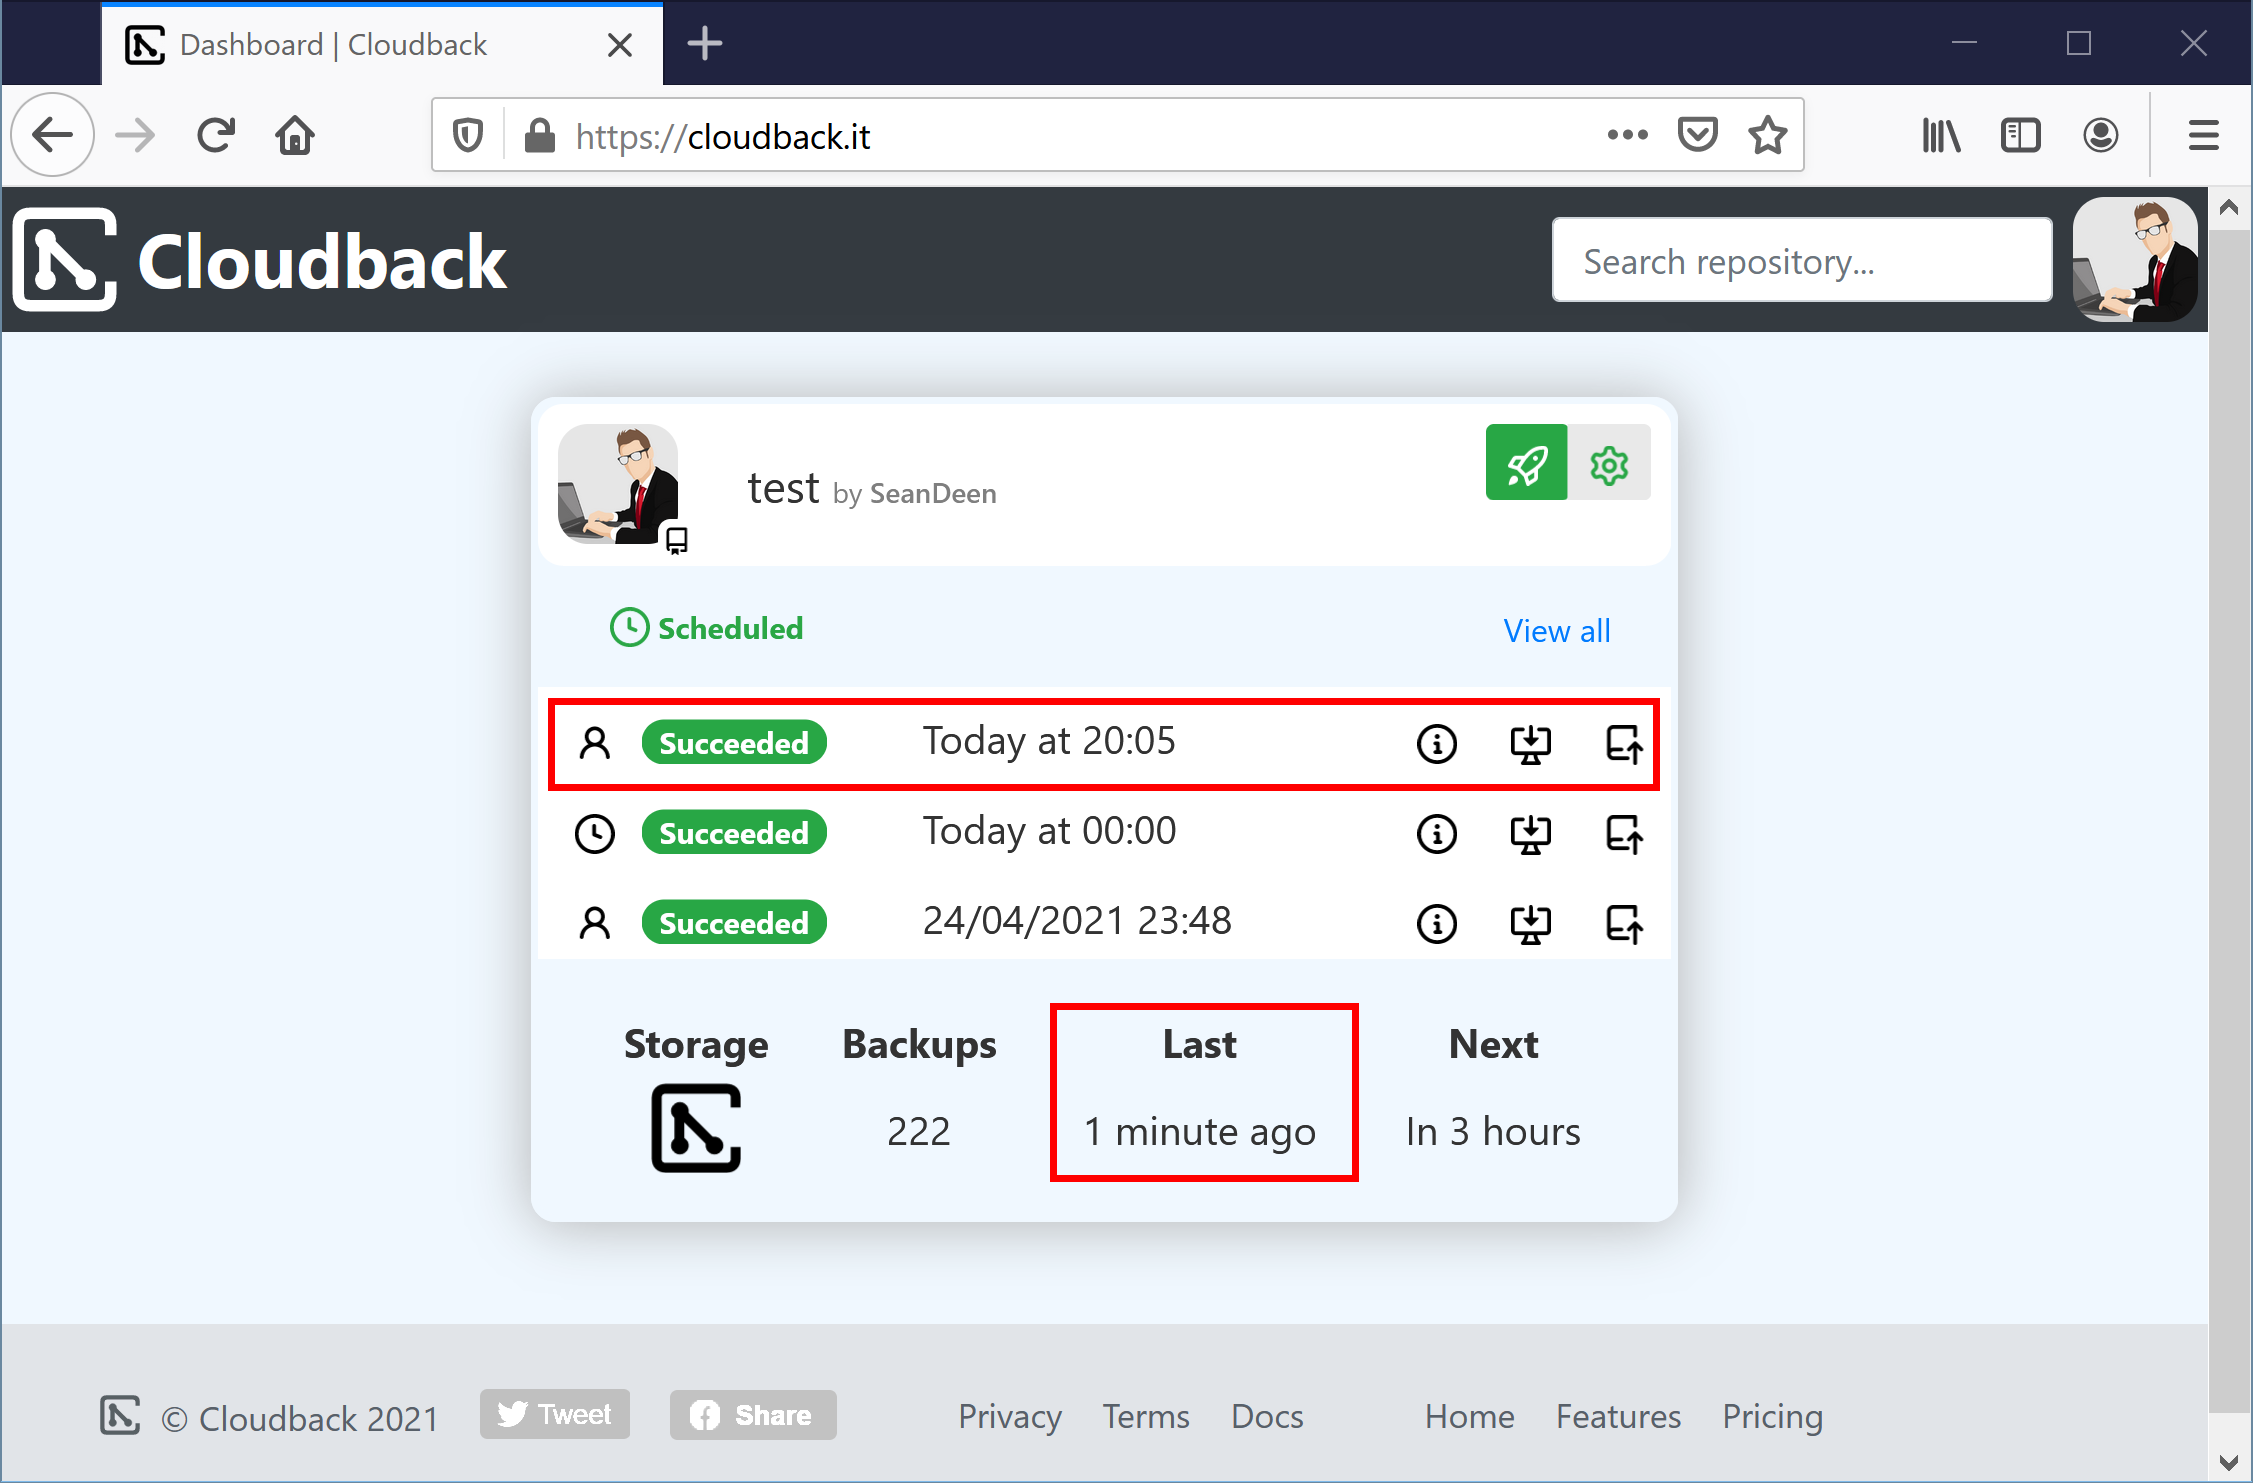 Dashboard | Cloudback
https://cloudback.it
Cloudback
Search repository...
test by SeanDeen
Scheduled
View all
Succeeded Today at 20:05
Succeeded Today at 00:00
Succeeded 24/04/2021 23:48
Storage Backups Last Next
222 1 minute ago In 3 hours
© Cloudback 2021 Tweet Share Privacy Terms Docs Home Features Pricing